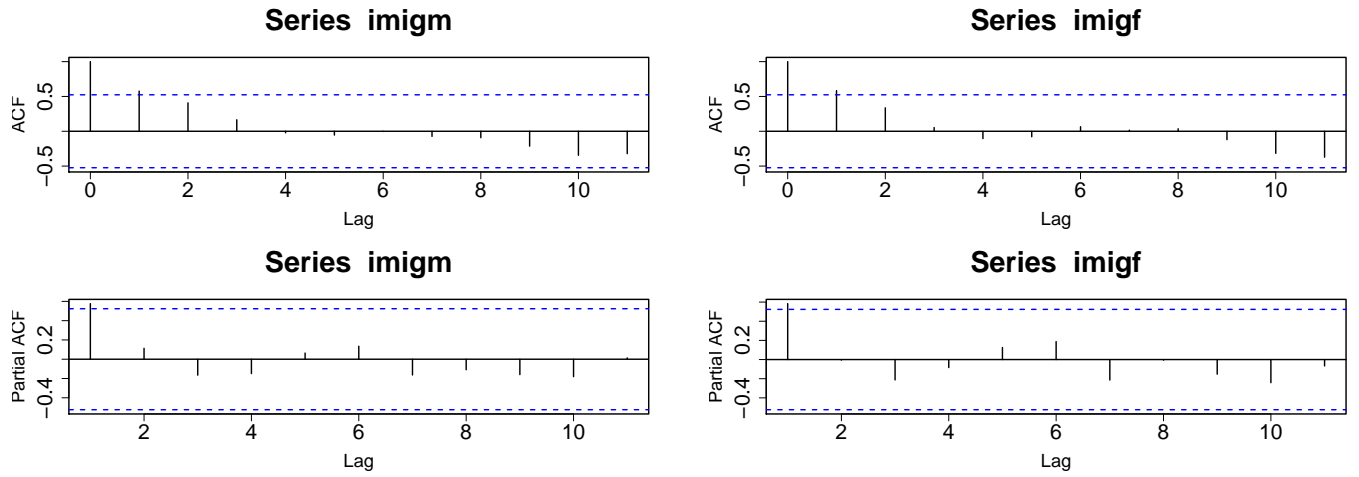 Series imigm
ACF
−0.5 0.5
0 2 4 6 8 10
Lag
Series imigf
ACF
−0.5 0.5
0 2 4 6 8 10
Lag
Series imigm
Partial ACF
−0.4 0.2
2 4 6 8 10
Lag
Series imigf
Partial ACF
−0.4 0.2
2 4 6 8 10
Lag